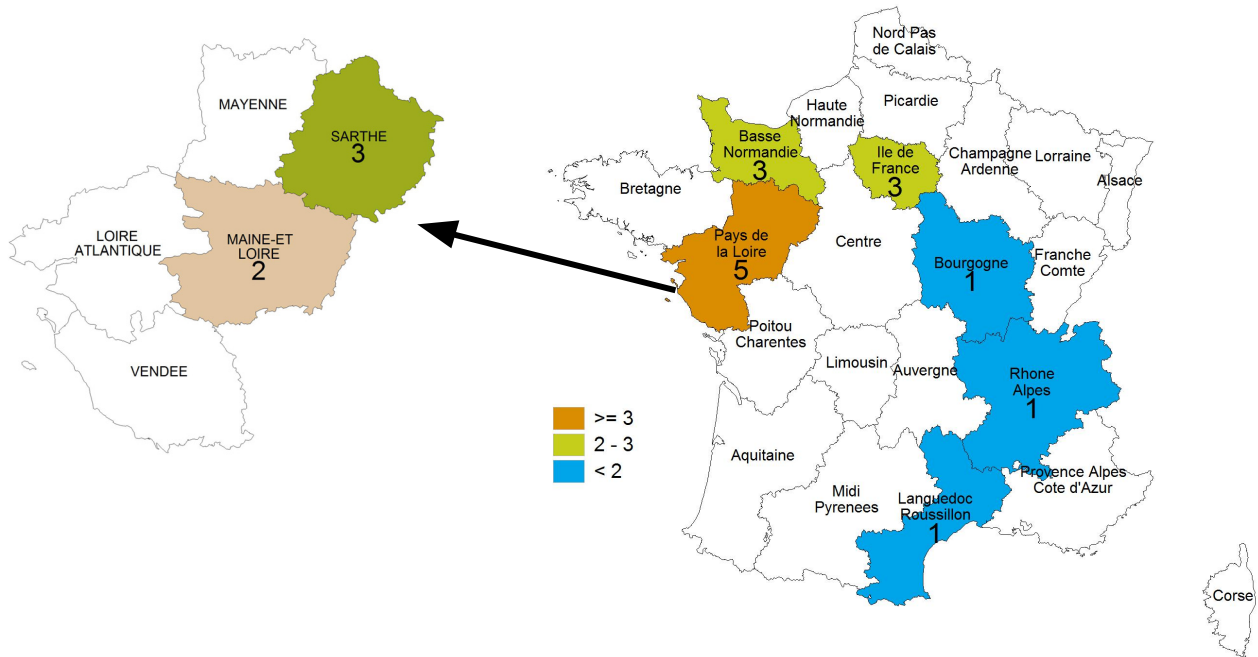 MAYENNE
SARTHE
3
LOIRE
ATLANTIQUE
MAINE-ET
LOIRE
2
VENDEE
Nord Pas
de Calais
Picardie
Haute
Normandie
Basse
Normandie
3
Ile de
France
3
Champagne
Ardenne
Lorraine
Alsace
Bretagne
Pays de
la Loire
5
Centre
Bourgogne
1
Franche
Comte
Poitou
Charentes
Limousin
Auvergne
Rhone
Alpes
1
Aquitaine
Midi
Pyrenees
Languedoc
Roussillon
1
Provence Alpes
Cote d'Azur
Corse
>= 3
2 - 3
< 2